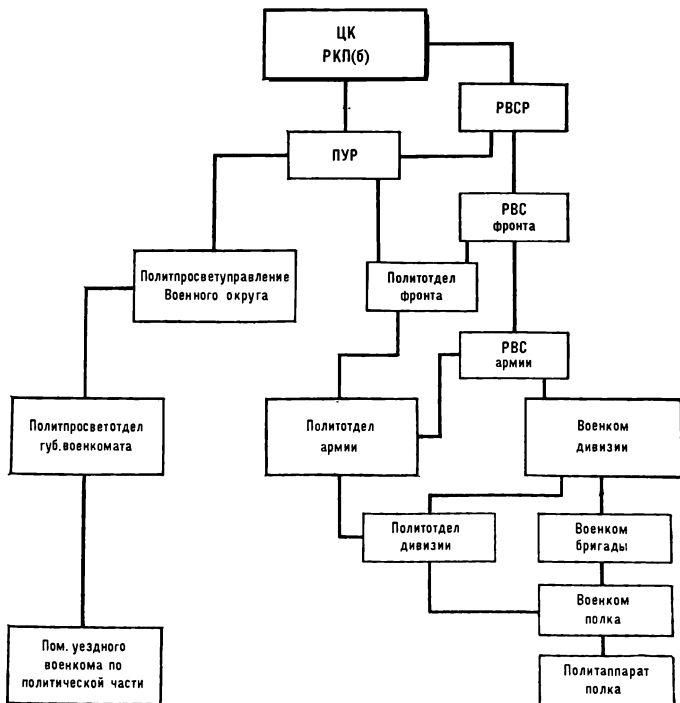 ЦК
РКП(б)
РВСР
ПУР
РВС
фронта
Политпросветуправление
Военного округа
Политотдел
фронта
РВС
армии
Политпросветотдел
губ.военкомата
Политотдел
армии
Военком
дивизии
Политотдел
дивизии
Военком
бригады
Военком
полка
Пом. уездного
военкома по
политической части
Политаппарат
полка